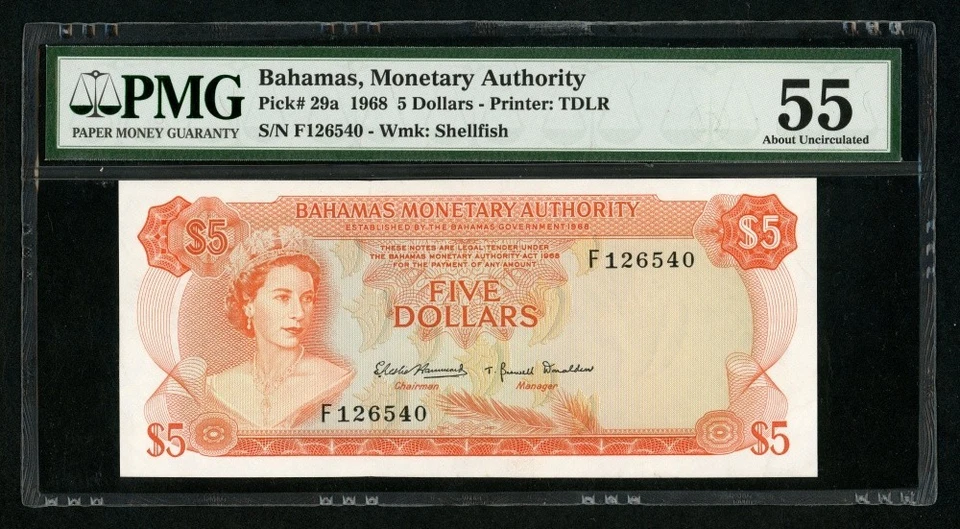 PMG
PAPER MONEY GUARANTY
Bahamas, Monetary Authority
Pick# 29a 1968 5 Dollars - Printer: TDLR
S/N F126540 - Wmk: Shellfish
55
About Uncirculated
$5
BAHAMAS MONETARY AUTHORITY
ESTABLISHED BY THE BAHAMAS GOVERNMENT 1968
$5
THESE NOTES ARE LEGAL TENDER UNDER
THE BAHAMAS MONETARY AUTHORITY ACT 1968
FOR THE PAYMENT OF ANY AMOUNT
F126540
FIVE
DOLLARS
T. Donaldson
Chairman
Manager
F126540
$5
$5